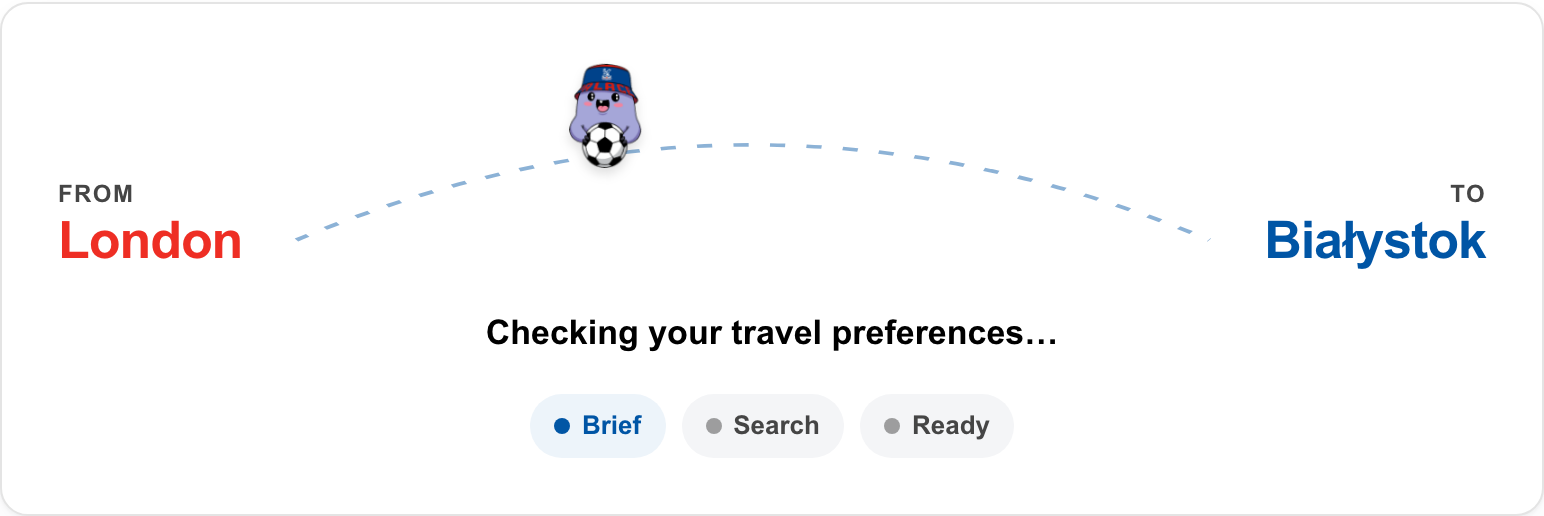 FROM
London
TO
Białystok
Checking your travel preferences…
Brief
Search
Ready